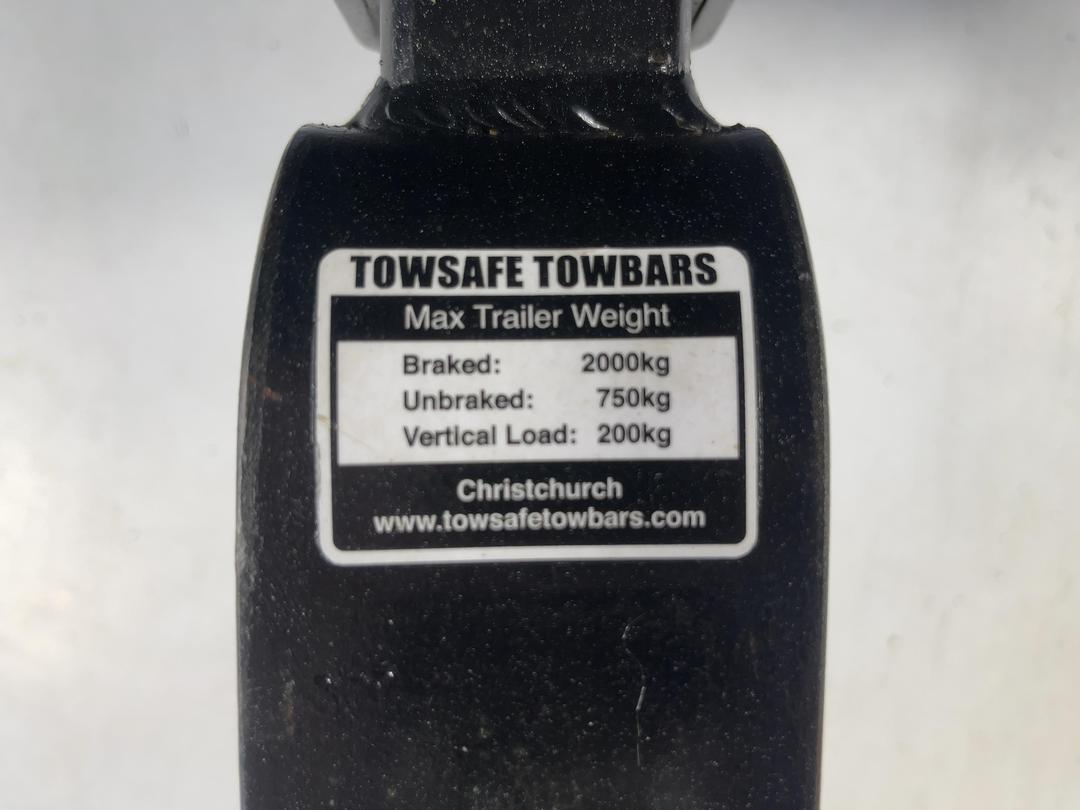 TOWSAFE TOWBARS
Max Trailer Weight
Braked: 2000kg
Unbraked: 750kg
Vertical Load: 200kg
Christchurch
www.towsafetowbars.com